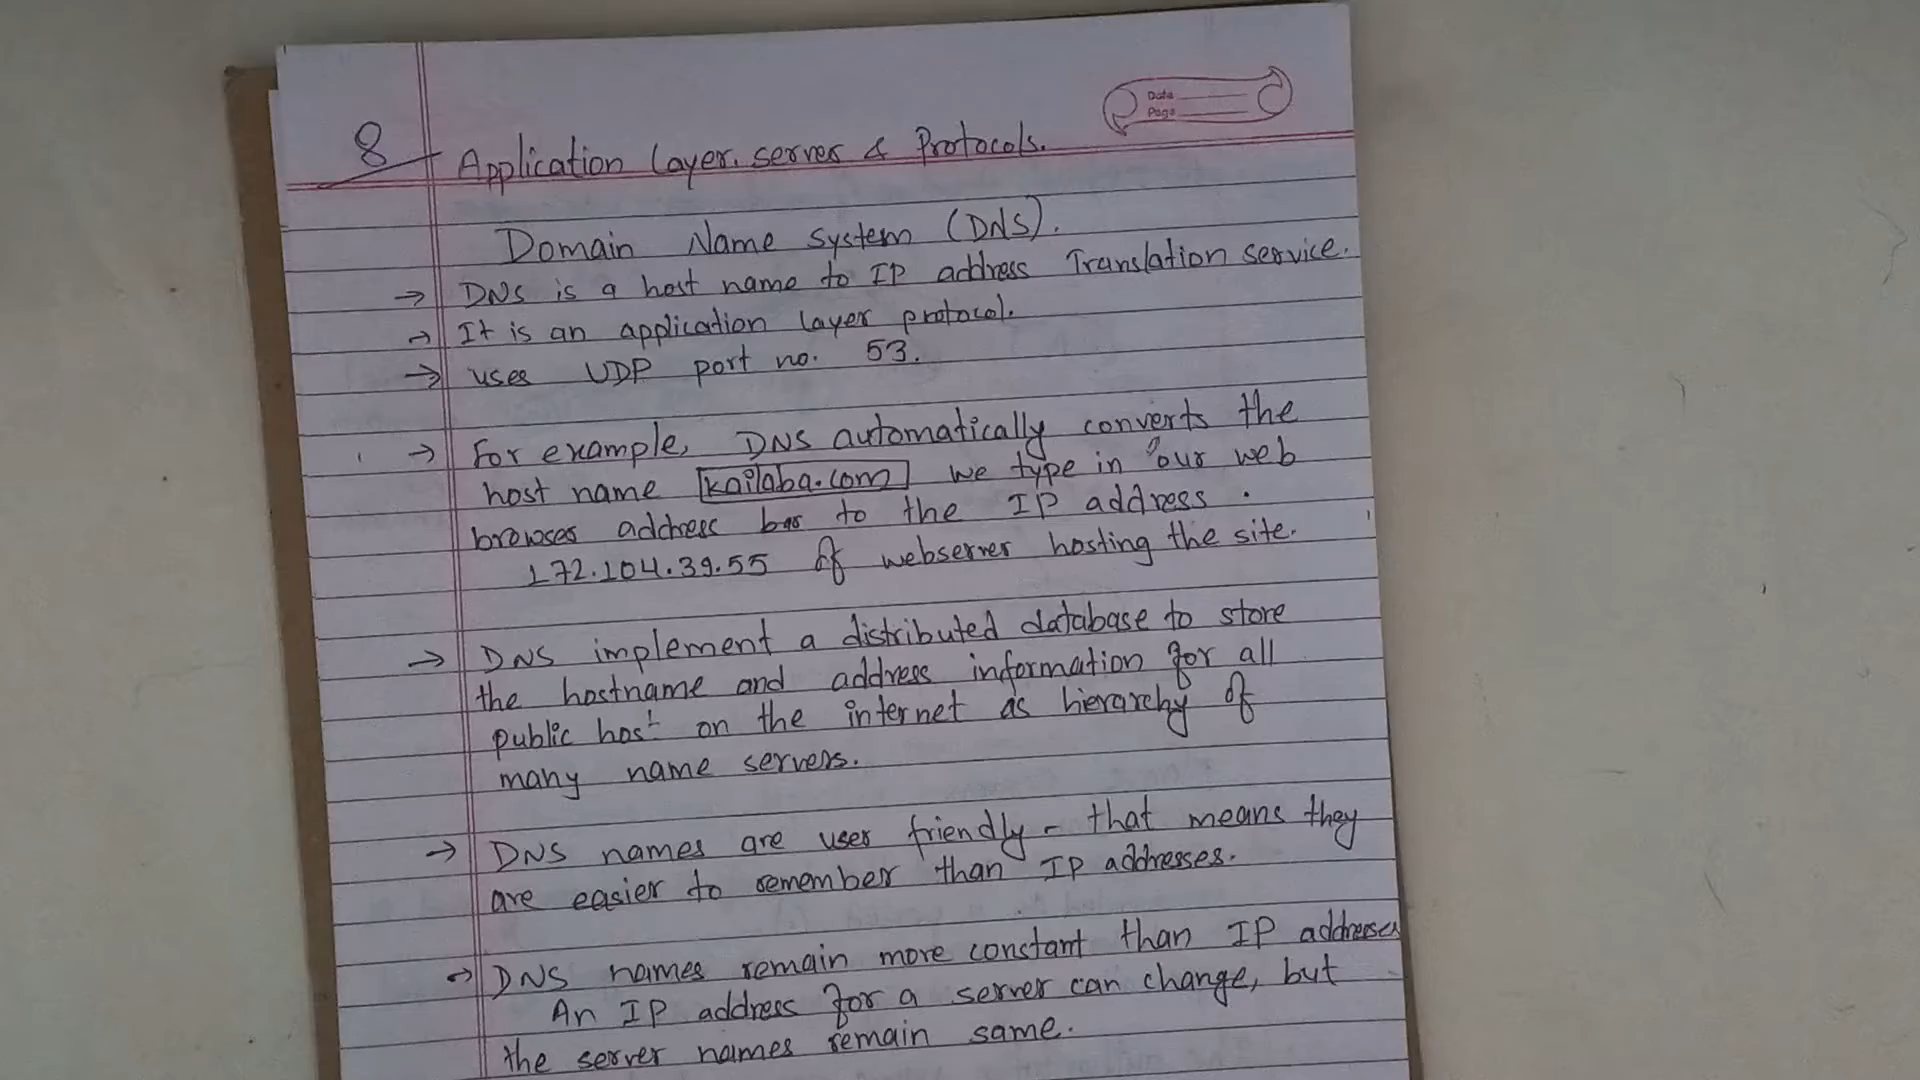 Date
Page
8 Application layer. server & Protocols.
Domain Name system (DNS).
→ DNS is a host name to IP address Translation service.
→ It is an application layer protocol.
→ uses UDP port no. 53.
→ For example, DNS automatically converts the
host name kailaba.com we type in our web
browser address bar to the IP address.
172.104.39.55 of webserver hosting the site.
→ DNS implement a distributed database to store
the hostname and address information for all
public host on the internet as hierarchy of
many name servers.
→ DNS names are user friendly - that means they
are easier to remember than IP addresses.
→ DNS names remain more constant than IP addresses
An IP address for a server can change, but
the server names remain same.